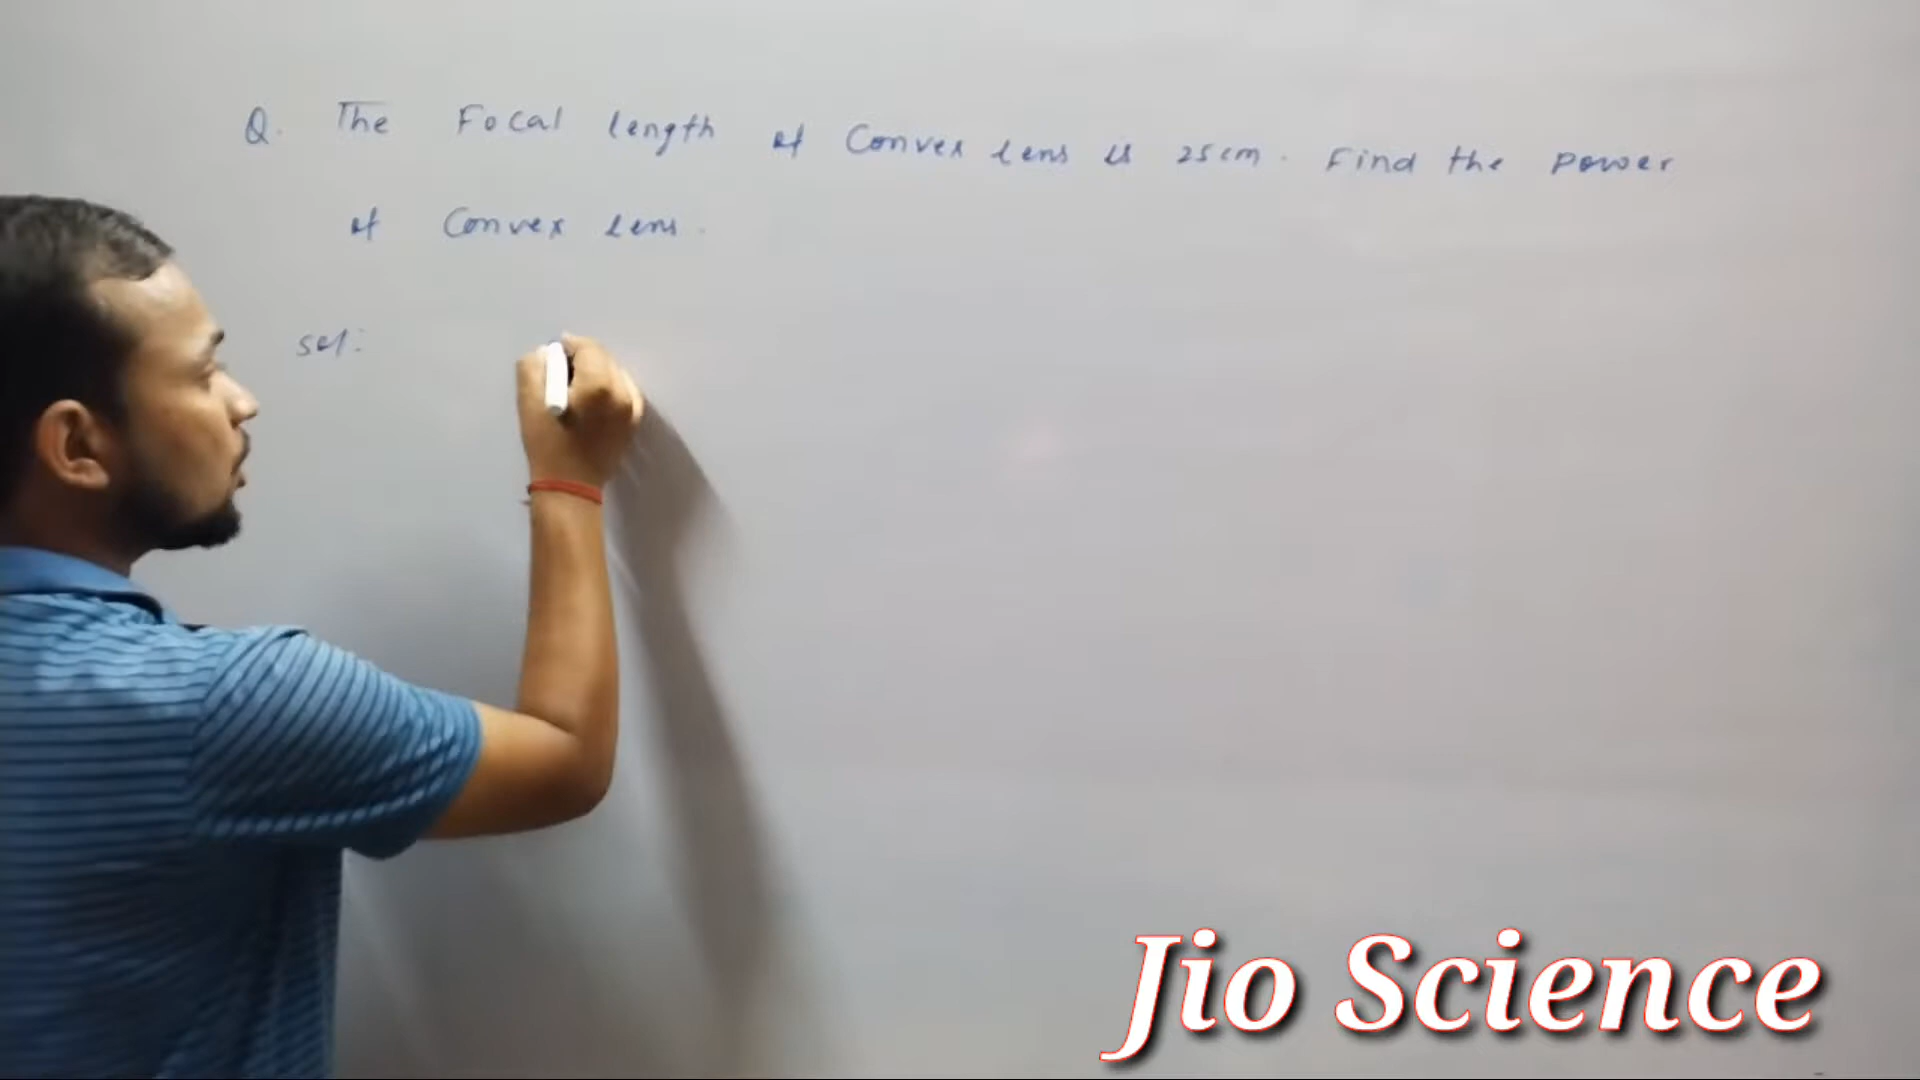 Q. The Focal length of Convex lens is 25cm. Find the power
of Convex lens.
sol:
Jio Science